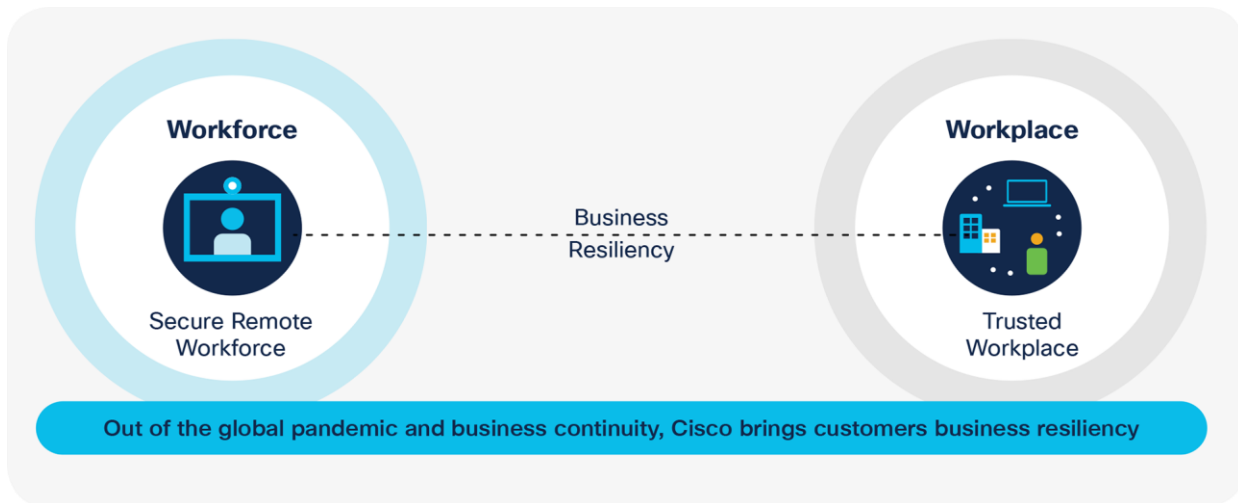 Workforce
Secure Remote
Workforce
Business
Resiliency
Workplace
Trusted
Workplace
Out of the global pandemic and business continuity, Cisco brings customers business resiliency